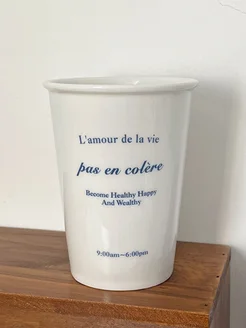 L'amour de la vie
pas en colère
Become Healthy Happy
And Wealthy
9:00am~6:00pm